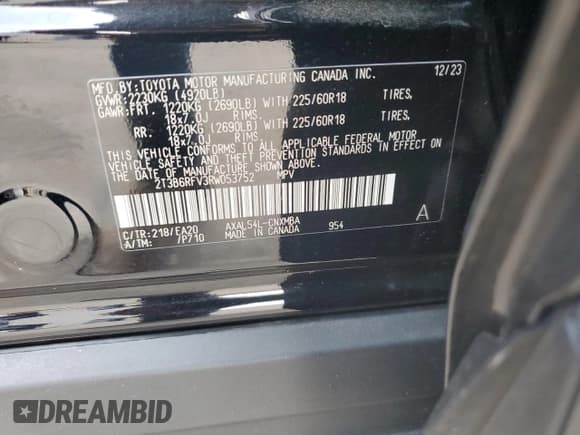 MFD.BY:TOYOTA MOTOR MANUFACTURING CANADA INC. 12/23
GVWR:2230KG (4920LB)
GAWR:FRT. 1220KG (2690LB) WITH 225/60R18 TIRES,
18x7.0J RIMS.
RR. 1220KG (2690LB) WITH 225/60R18 TIRES,
18x7.0J RIMS.
THIS VEHICLE CONFORMS TO ALL APPLICABLE FEDERAL MOTOR
VEHICLE SAFETY AND THEFT PREVENTION STANDARDS IN EFFECT
ON THE DATE OF MANUFACTURE SHOWN ABOVE.
2T3B6RFV3RW053752 MPV
C/TR:218/EA20 AXAL54L-CNXMBA 954 A
A/TM: /P710 MADE IN CANADA
DREAMBID